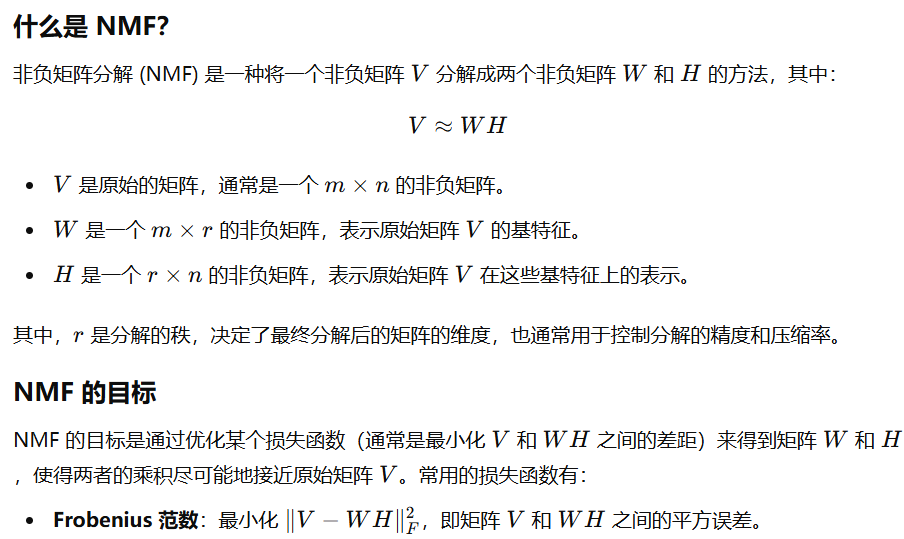 什么是 NMF？
非负矩阵分解 (NMF) 是一种将一个非负矩阵 V 分解成两个非负矩阵 W 和 H 的方法，其中：
V ≈ WH
• V 是原始的矩阵，通常是一个 m × n 的非负矩阵。
• W 是一个 m × r 的非负矩阵，表示原始矩阵 V 的基特征。
• H 是一个 r × n 的非负矩阵，表示原始矩阵 V 在这些基特征上的表示。
其中，r 是分解的秩，决定了最终分解后的矩阵的维度，也通常用于控制分解的精度和压缩率。
NMF 的目标
NMF 的目标是通过优化某个损失函数（通常是最小化 V 和 WH 之间的差距）来得到矩阵 W 和 H
，使得两者的乘积尽可能地接近原始矩阵 V。常用的损失函数有：
• Frobenius 范数：最小化 ‖V − WH‖²_F，即矩阵 V 和 WH 之间的平方误差。